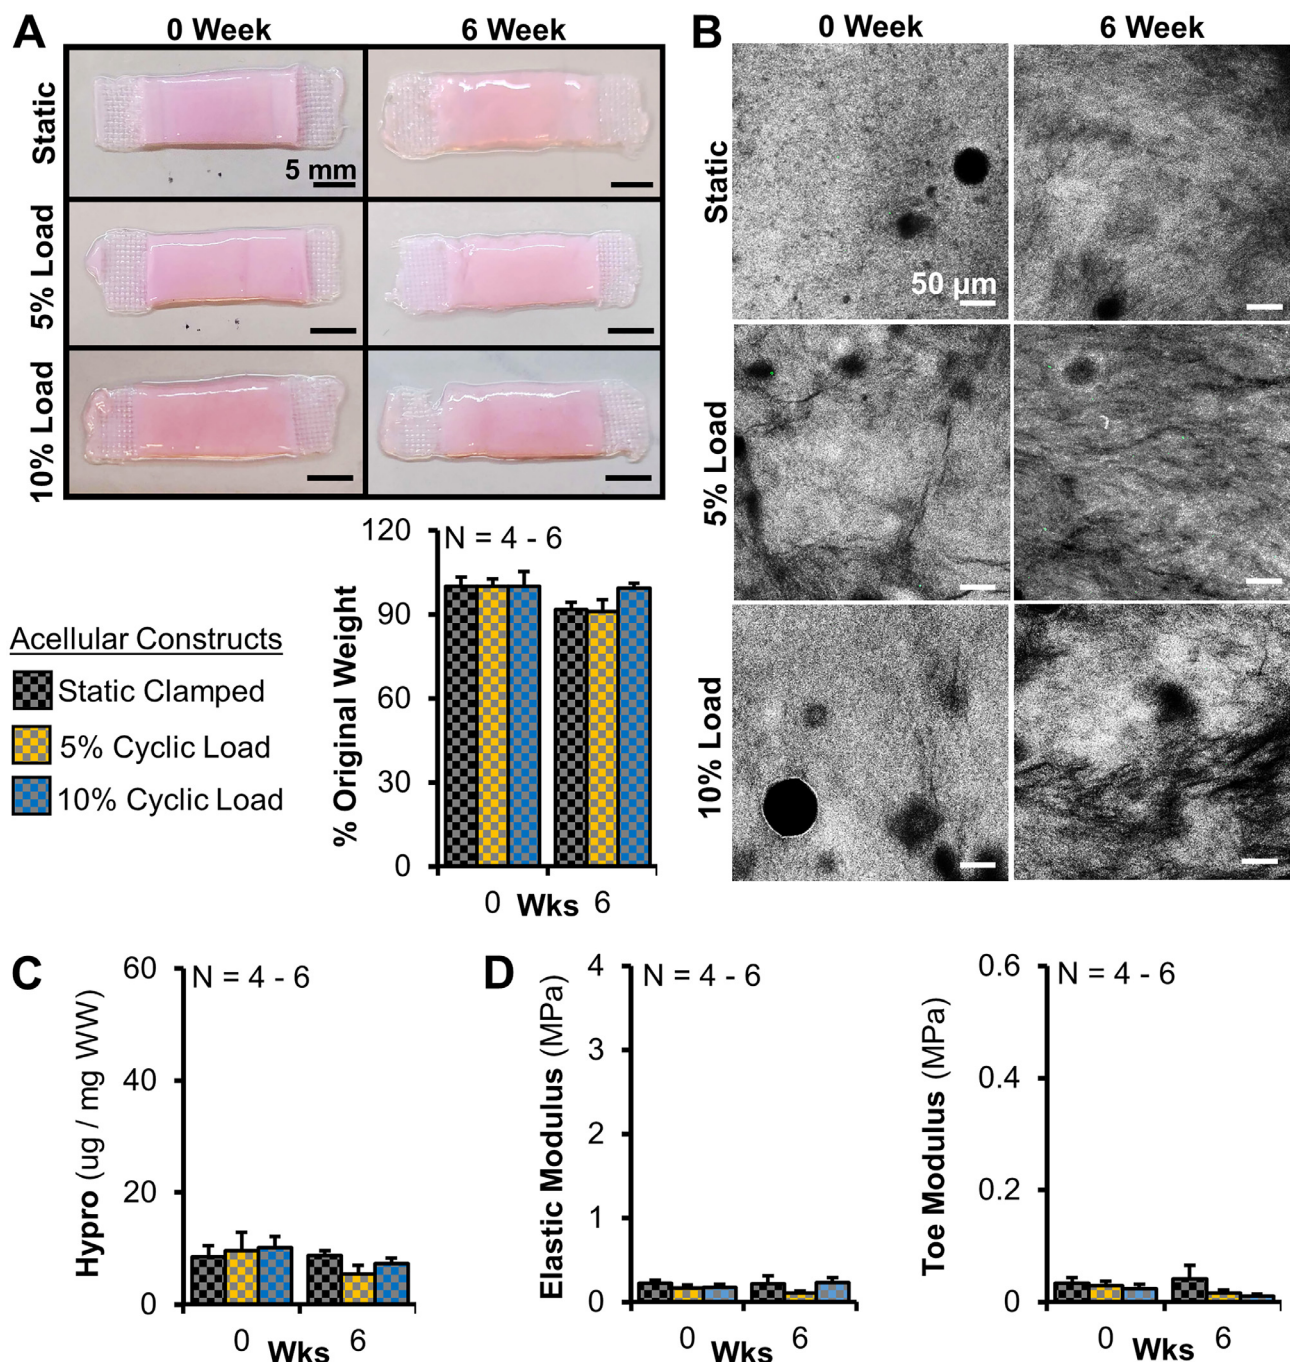 A
0 Week
6 Week
Static
5 mm
5% Load
10% Load
B
0 Week
6 Week
Static
50 µm
5% Load
10% Load
Acellular Constructs
Static Clamped
5% Cyclic Load
10% Cyclic Load
% Original Weight
N = 4 - 6
120
90
60
30
0
0 Wks 6
C
Hypro (ug / mg WW)
N = 4 - 6
60
40
20
0
0 Wks 6
D
Elastic Modulus (MPa)
N = 4 - 6
4
3
2
1
0
0 Wks 6
Toe Modulus (MPa)
N = 4 - 6
0.6
0.4
0.2
0
0 Wks 6